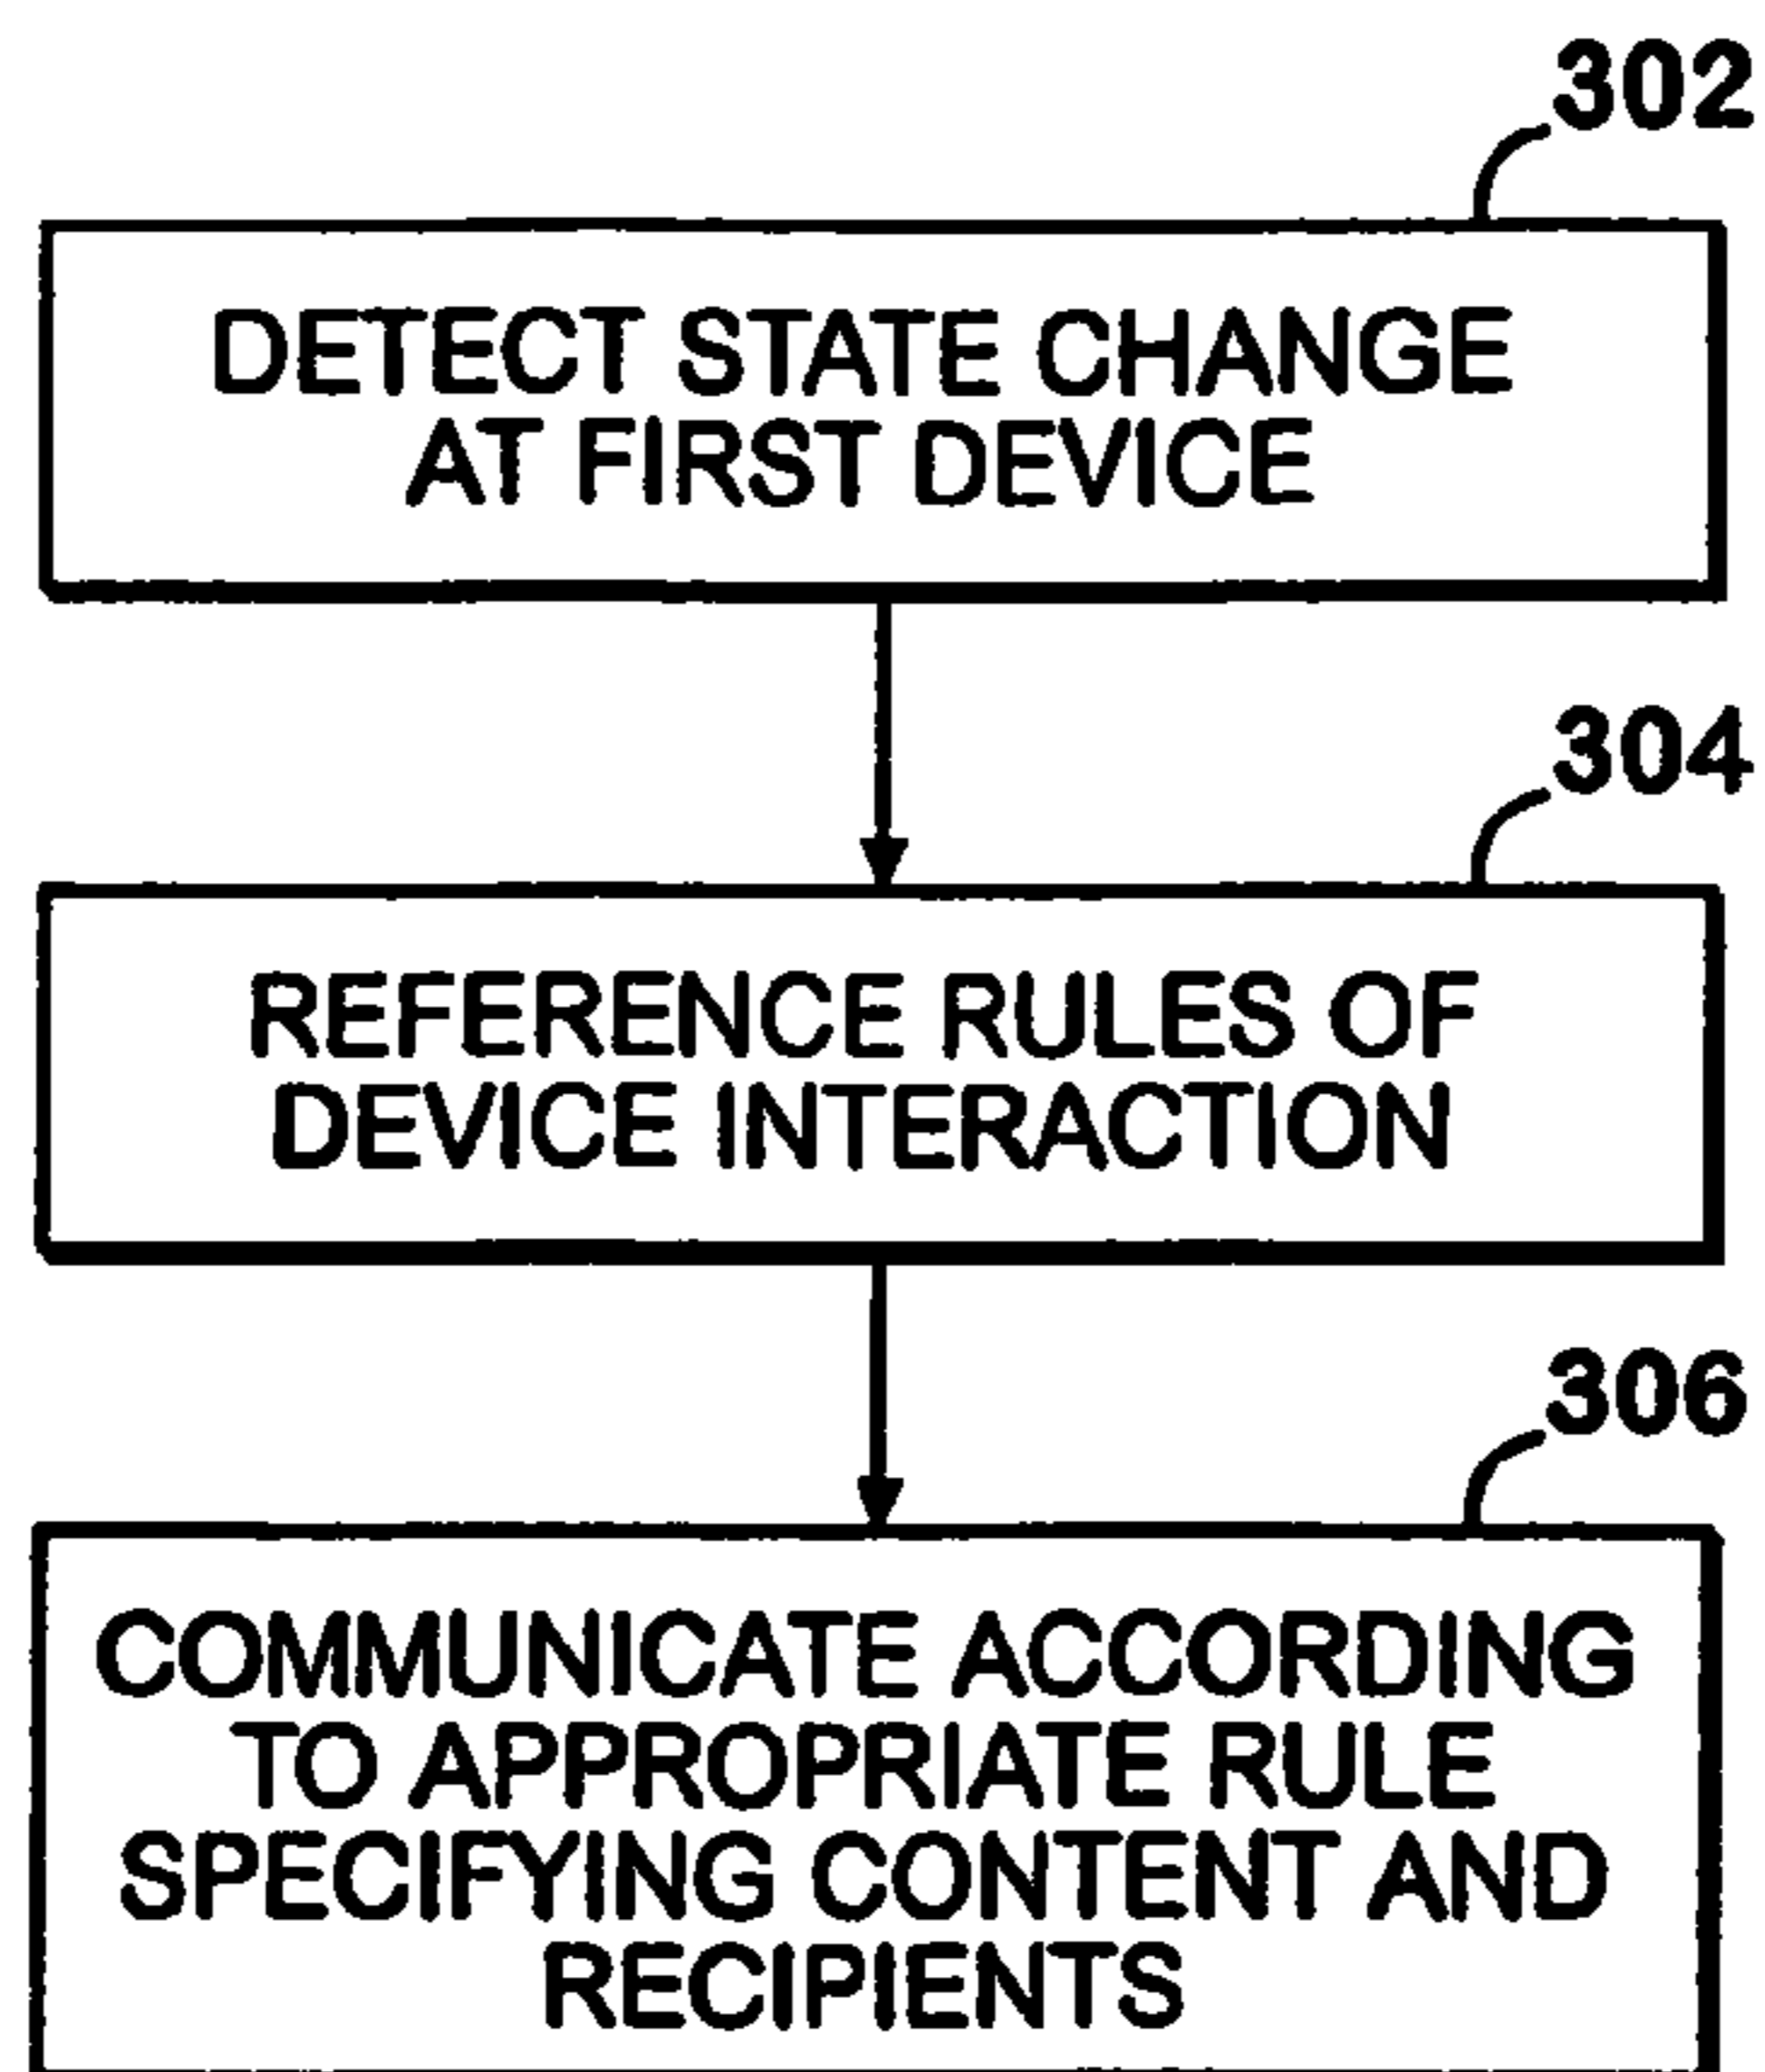 302
DETECT STATE CHANGE
AT FIRST DEVICE
304
REFERENCE RULES OF
DEVICE INTERACTION
306
COMMUNICATE ACCORDING
TO APPROPRIATE RULE
SPECIFYING CONTENT AND
RECIPIENTS